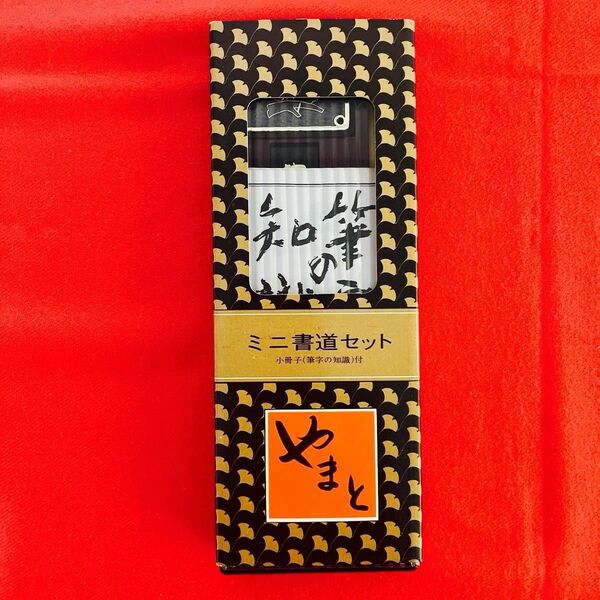 筆の
知
ミニ書道セット
小冊子(筆字の知識)付
やまと